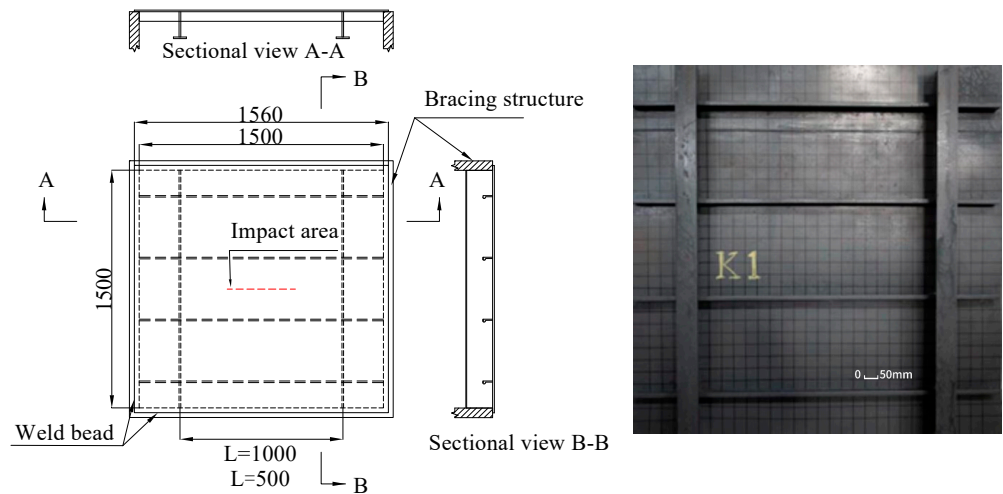 Sectional view A-A
B
Bracing structure
1560
1500
A
A
Impact area
1500
K1
0 50mm
Weld bead
Sectional view B-B
L=1000
L=500
B